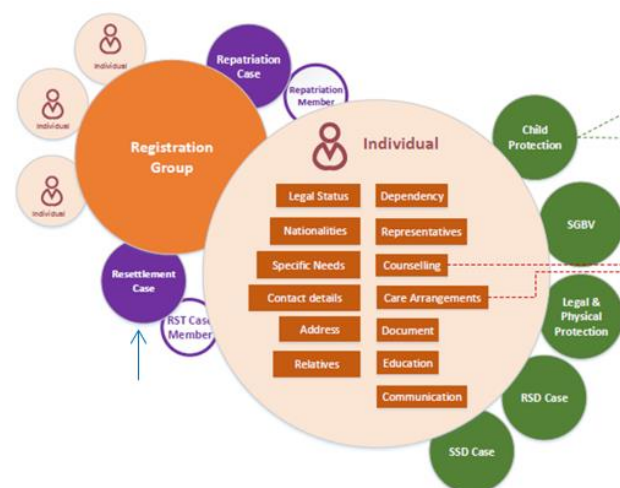 Individual
Individual
Individual
Registration
Group
Repatriation
Case
Repatriation
Member
Resettlement
Case
RST Case
Member
Individual
Legal Status
Dependency
Nationalities
Representatives
Specific Needs
Counselling
Contact details
Care Arrangements
Address
Document
Relatives
Education
Communication
Child
Protection
SGBV
Legal &
Physical
Protection
RSD Case
SSD Case